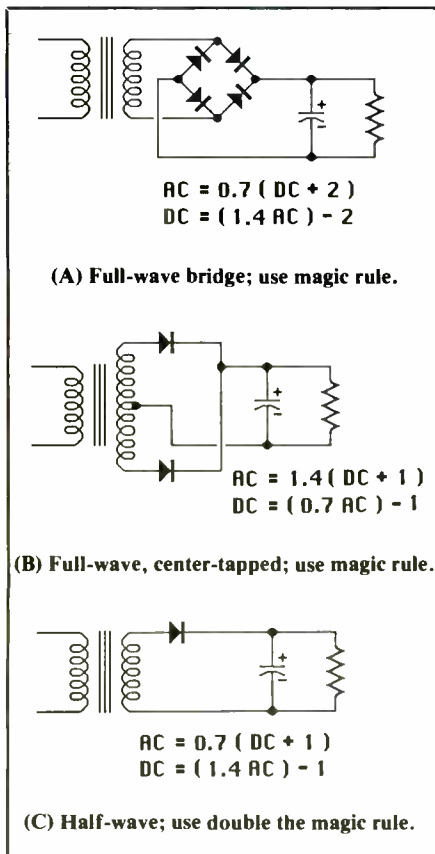 +
−
AC = 0.7 ( DC + 2 )
DC = ( 1.4 AC ) - 2
(A) Full-wave bridge; use magic rule.
+
−
AC = 1.4 ( DC + 1 )
DC = ( 0.7 AC ) - 1
(B) Full-wave, center-tapped; use magic rule.
+
−
AC = 0.7 ( DC + 1 )
DC = ( 1.4 AC ) - 1
(C) Half-wave; use double the magic rule.